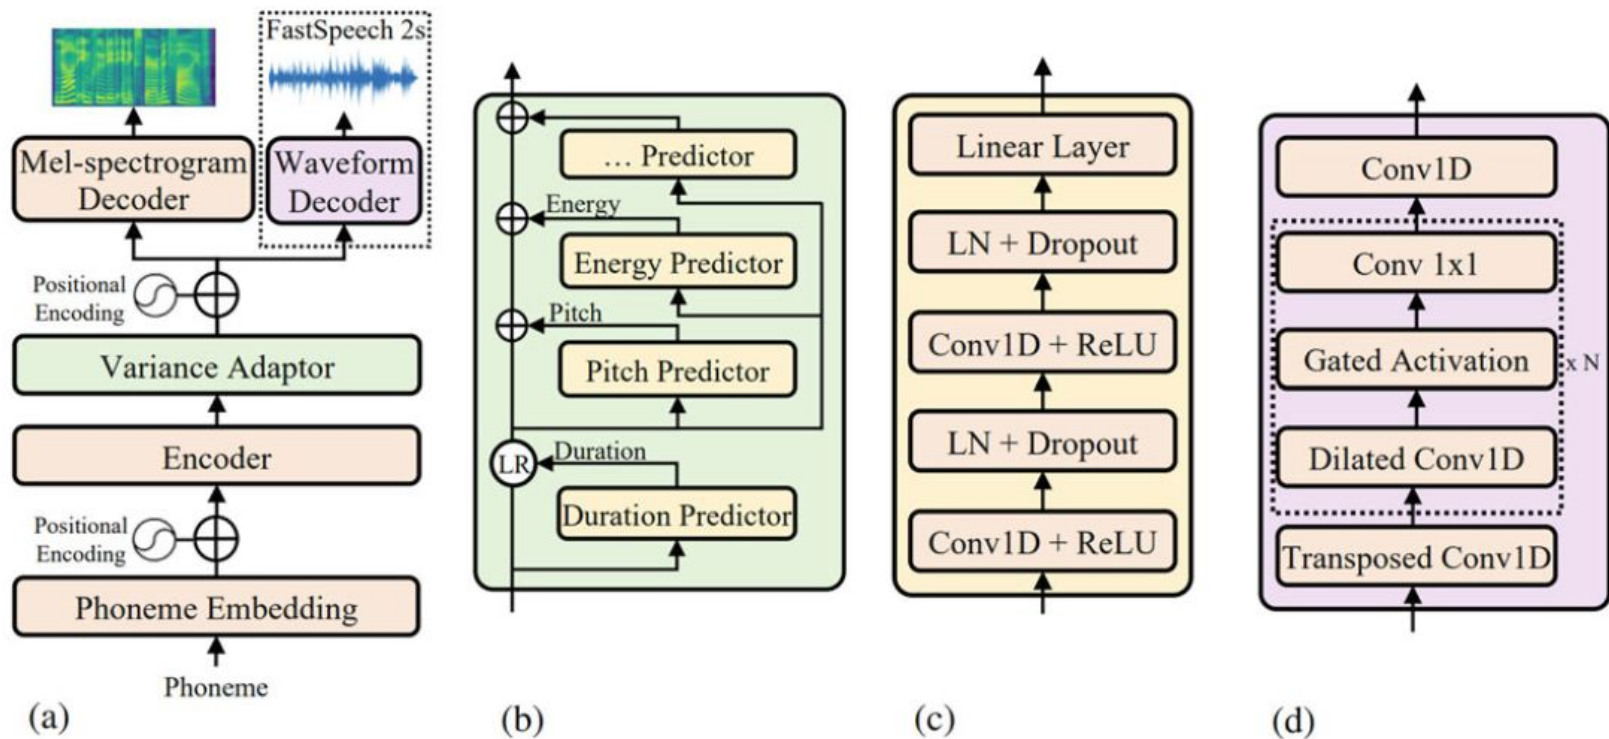 FastSpeech 2s
Mel-spectrogram
Decoder
Waveform
Decoder
Positional
Encoding
Variance Adaptor
Encoder
Positional
Encoding
Phoneme Embedding
Phoneme
(a)
... Predictor
Energy
Energy Predictor
Pitch
Pitch Predictor
LR
Duration
Duration Predictor
(b)
Linear Layer
LN + Dropout
Conv1D + ReLU
LN + Dropout
Conv1D + ReLU
(c)
Conv1D
Conv 1x1
Gated Activation
x N
Dilated Conv1D
Transposed Conv1D
(d)